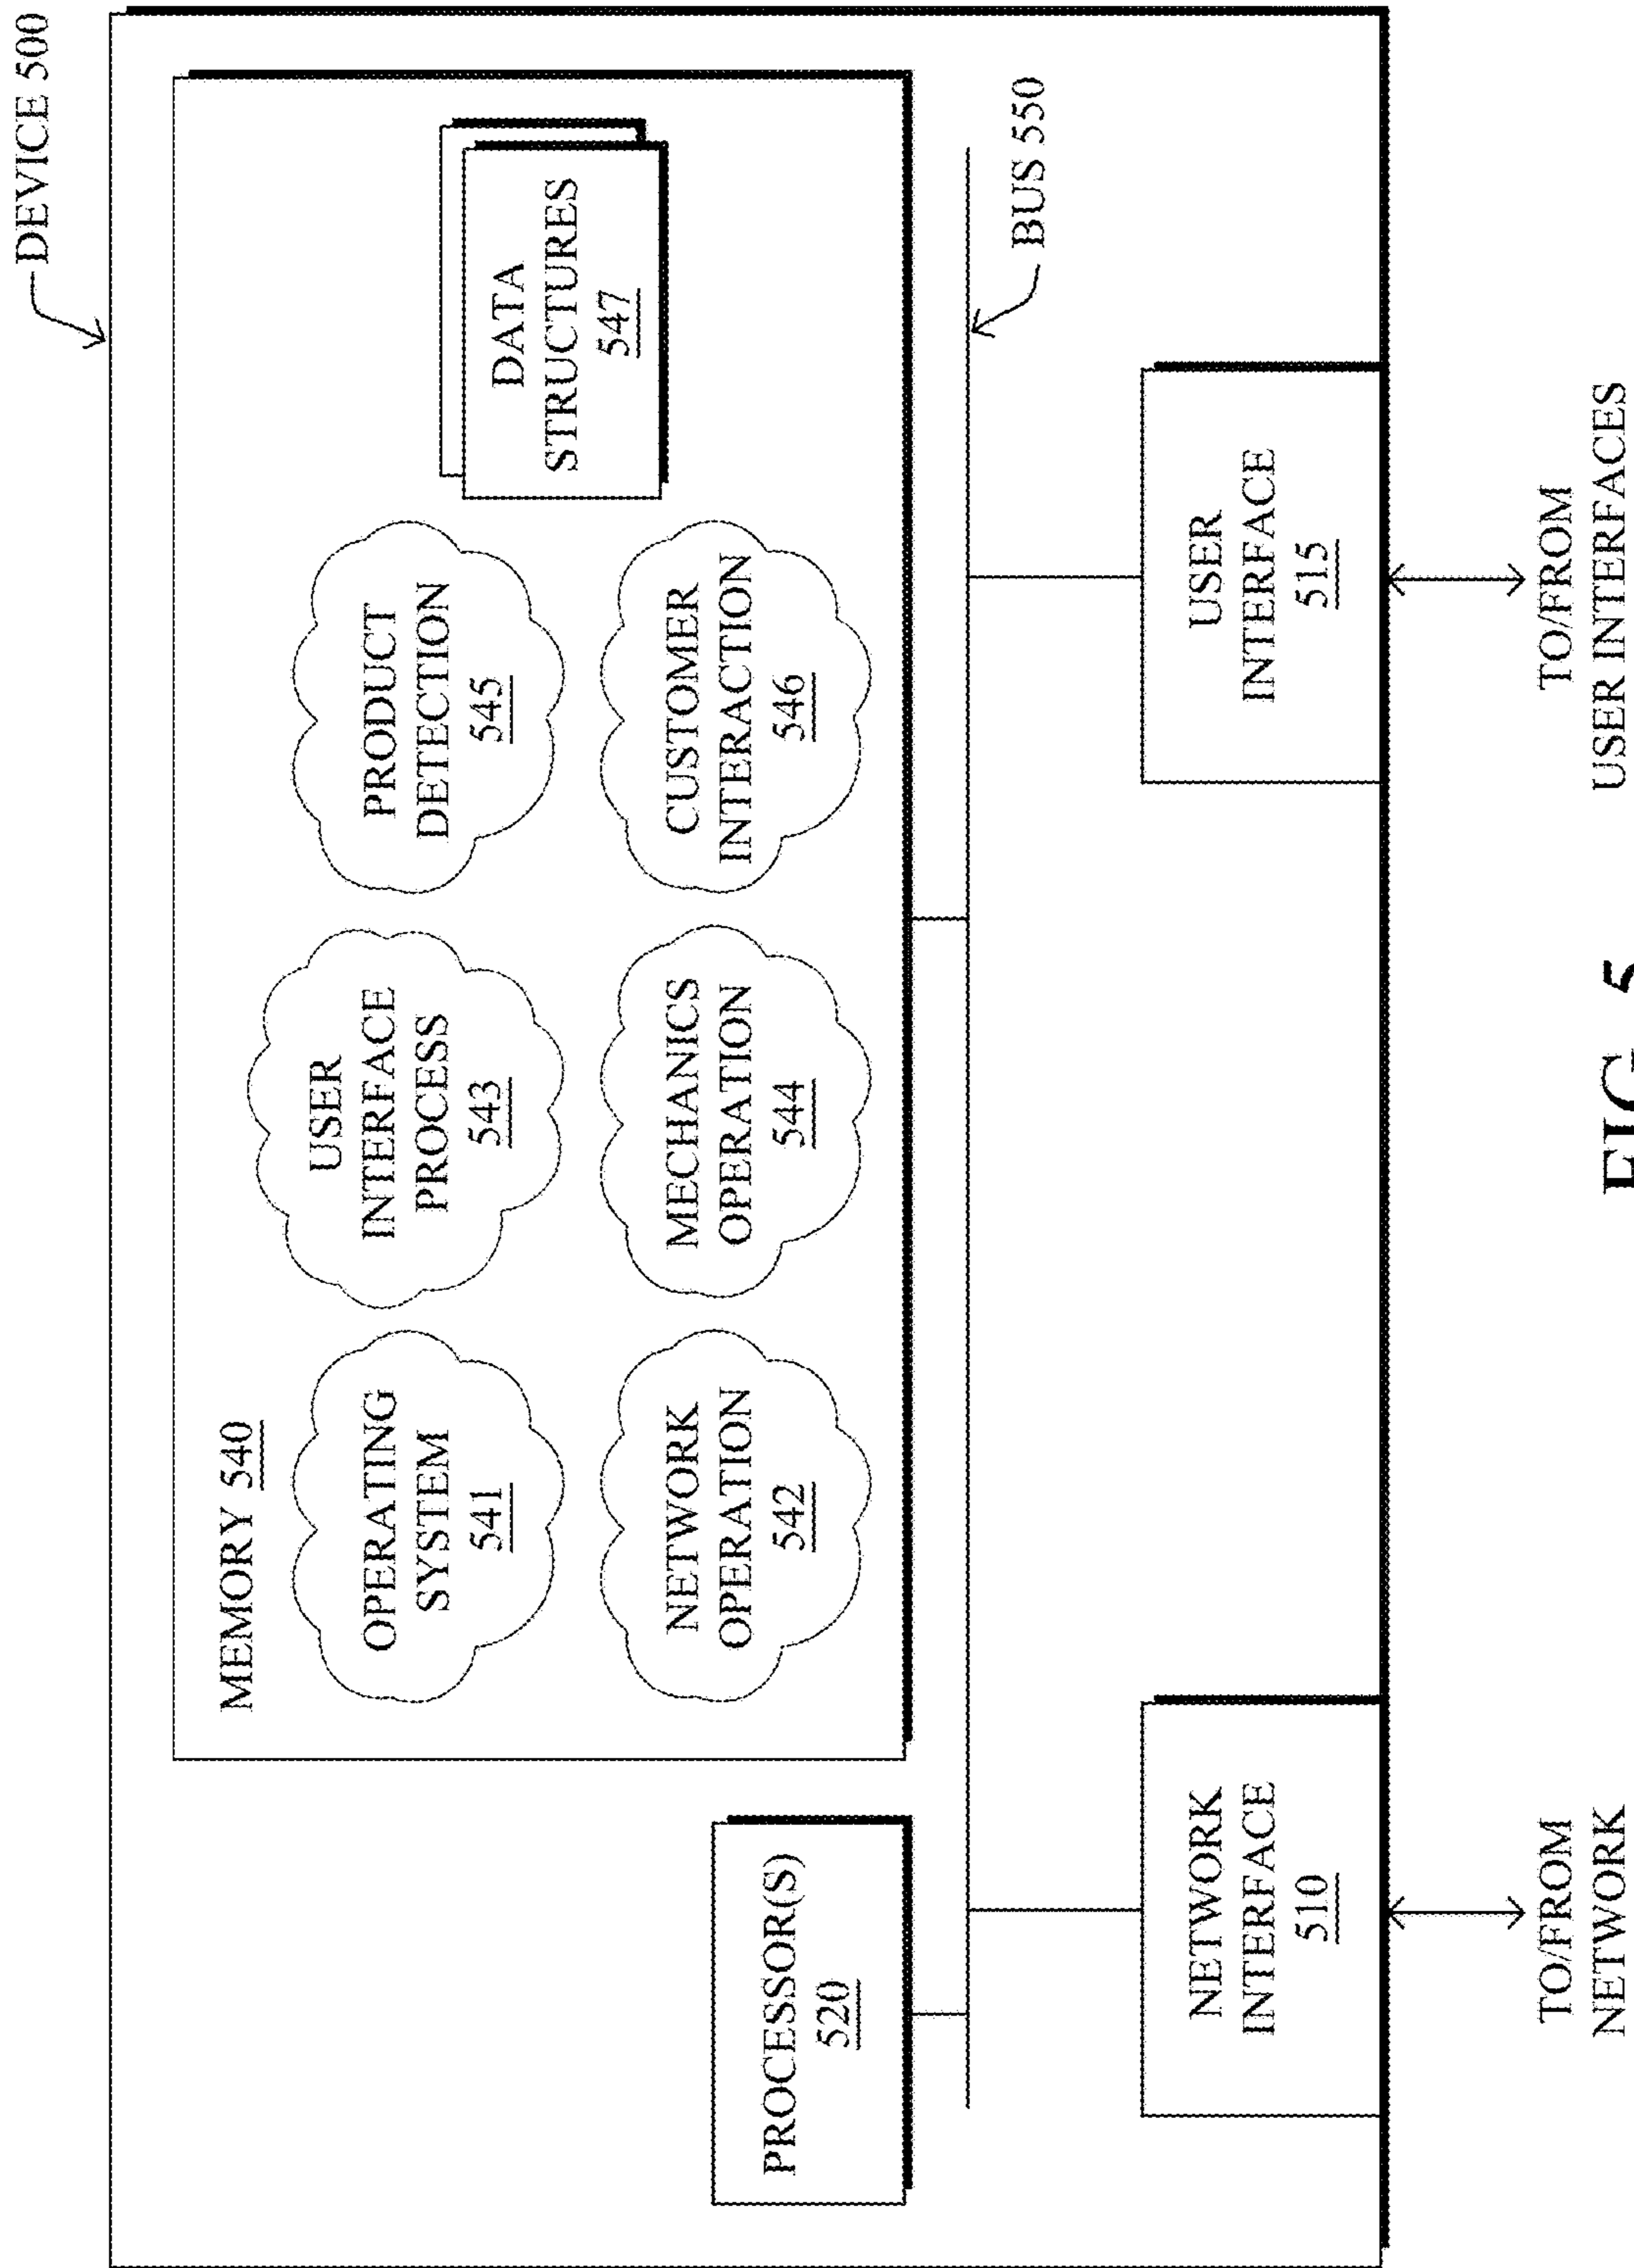 DEVICE 500
MEMORY 540
OPERATING
SYSTEM
541
USER
INTERFACE
PROCESS
543
PRODUCT
DETECTION
545
NETWORK
OPERATION
542
MECHANICS
OPERATION
544
CUSTOMER
INTERACTION
546
DATA
STRUCTURES
547
PROCESSOR(S)
520
BUS 550
NETWORK
INTERFACE
510
USER
INTERFACE
515
TO/FROM
NETWORK
TO/FROM
USER INTERFACES
FIG. 5